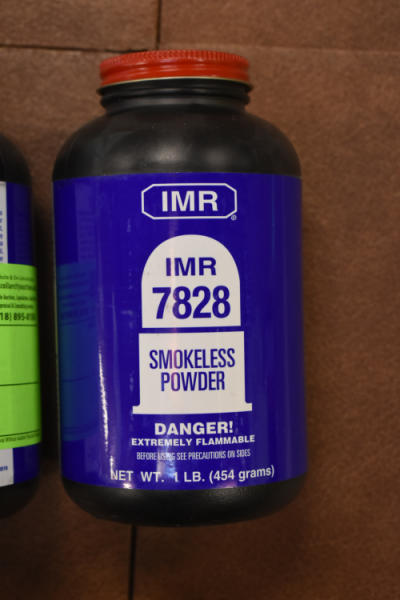 IMR
®
IMR
7828
SMOKELESS
POWDER
DANGER!
EXTREMELY FLAMMABLE
BEFORE USING SEE PRECAUTIONS ON SIDES
NET WT. 1 LB. (454 grams)